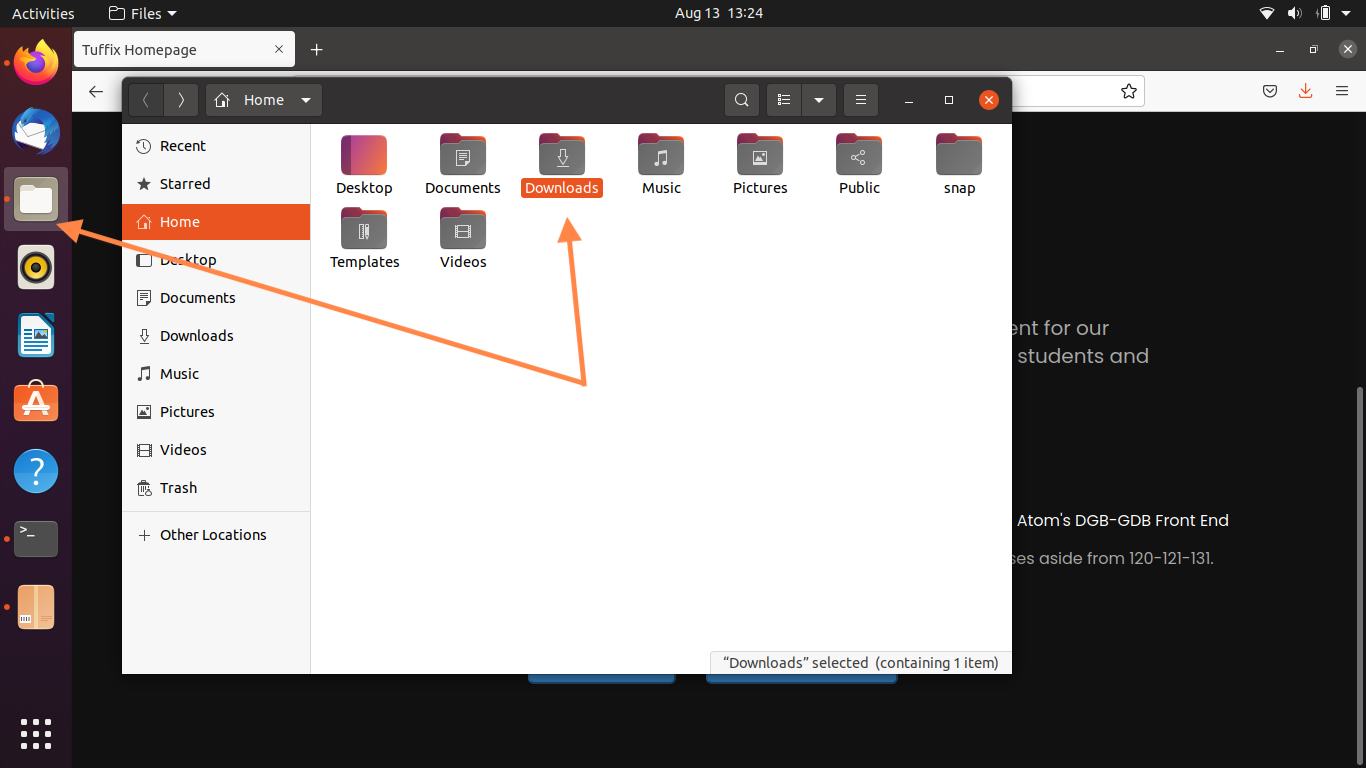 Activities
Files
Aug 13 13:24
Tuffix Homepage
Home
Recent
Starred
Home
Desktop
Documents
Downloads
Music
Pictures
Videos
Trash
Other Locations
Desktop
Documents
Downloads
Music
Pictures
Public
snap
Templates
Videos
“Downloads” selected (containing 1 item)
for our
students and
Atom's DGB-GDB Front End
aside from 120-121-131.